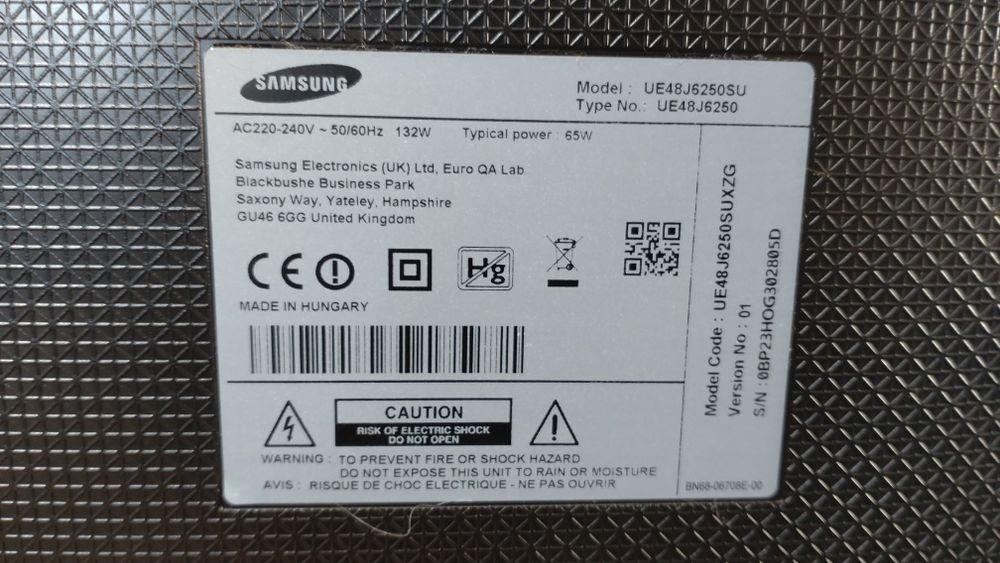 SAMSUNG
Model : UE48J6250SU
Type No.: UE48J6250
AC220-240V ~ 50/60Hz 132W Typical power : 65W
Samsung Electronics (UK) Ltd, Euro QA Lab.
Blackbushe Business Park
Saxony Way, Yateley, Hampshire
GU46 6GG United Kingdom
CE
Hg
MADE IN HUNGARY
CAUTION
RISK OF ELECTRIC SHOCK
DO NOT OPEN
WARNING : TO PREVENT FIRE OR SHOCK HAZARD
DO NOT EXPOSE THIS UNIT TO RAIN OR MOISTURE
AVIS : RISQUE DE CHOC ELECTRIQUE - NE PAS OUVRIR
Model Code : UE48J6250SUXZG
Version No : 01
S/N : 0BP23HOG302805D
BN68-06708E-00